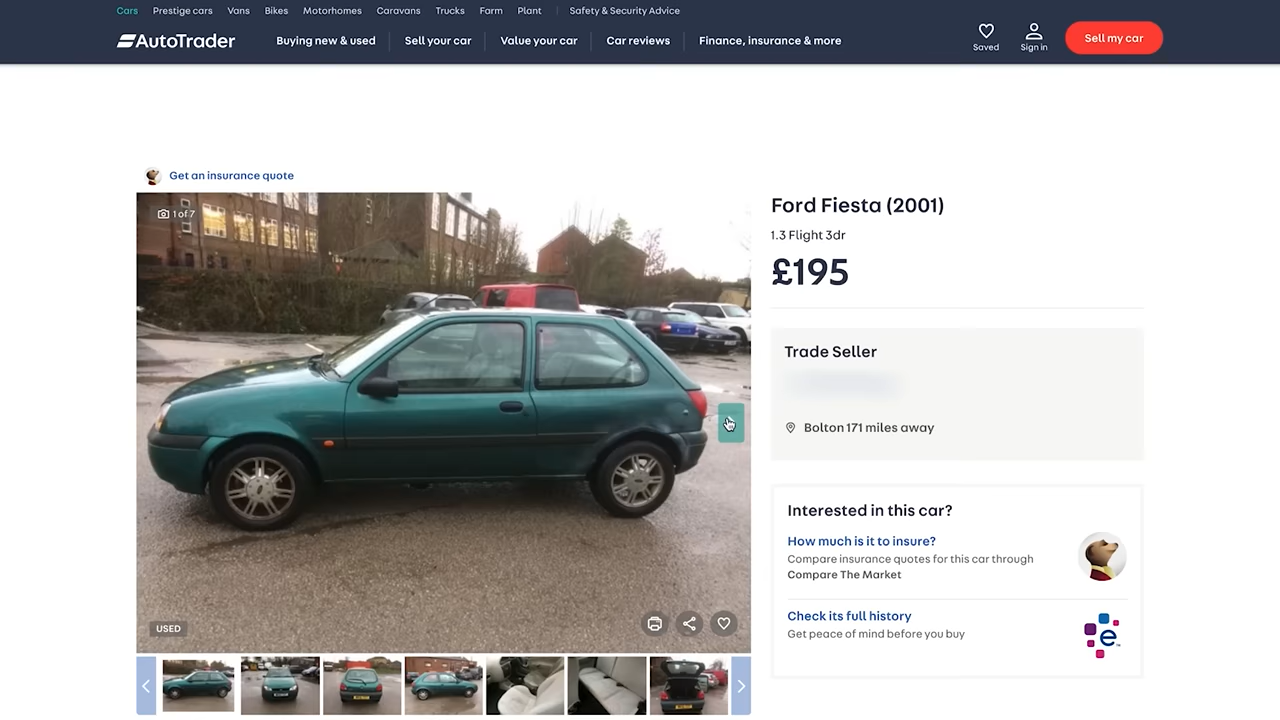 Cars Prestige cars Vans Bikes Motorhomes Caravans Trucks Farm Plant Safety & Security Advice
AutoTrader Buying new & used Sell your car Value your car Car reviews Finance, insurance & more Saved Sign in Sell my car
Get an insurance quote
1 of 7
USED
Ford Fiesta (2001)
1.3 Flight 3dr
£195
Trade Seller
Bolton 171 miles away
Interested in this car?
How much is it to insure?
Compare insurance quotes for this car through
Compare The Market
Check its full history
Get peace of mind before you buy
e